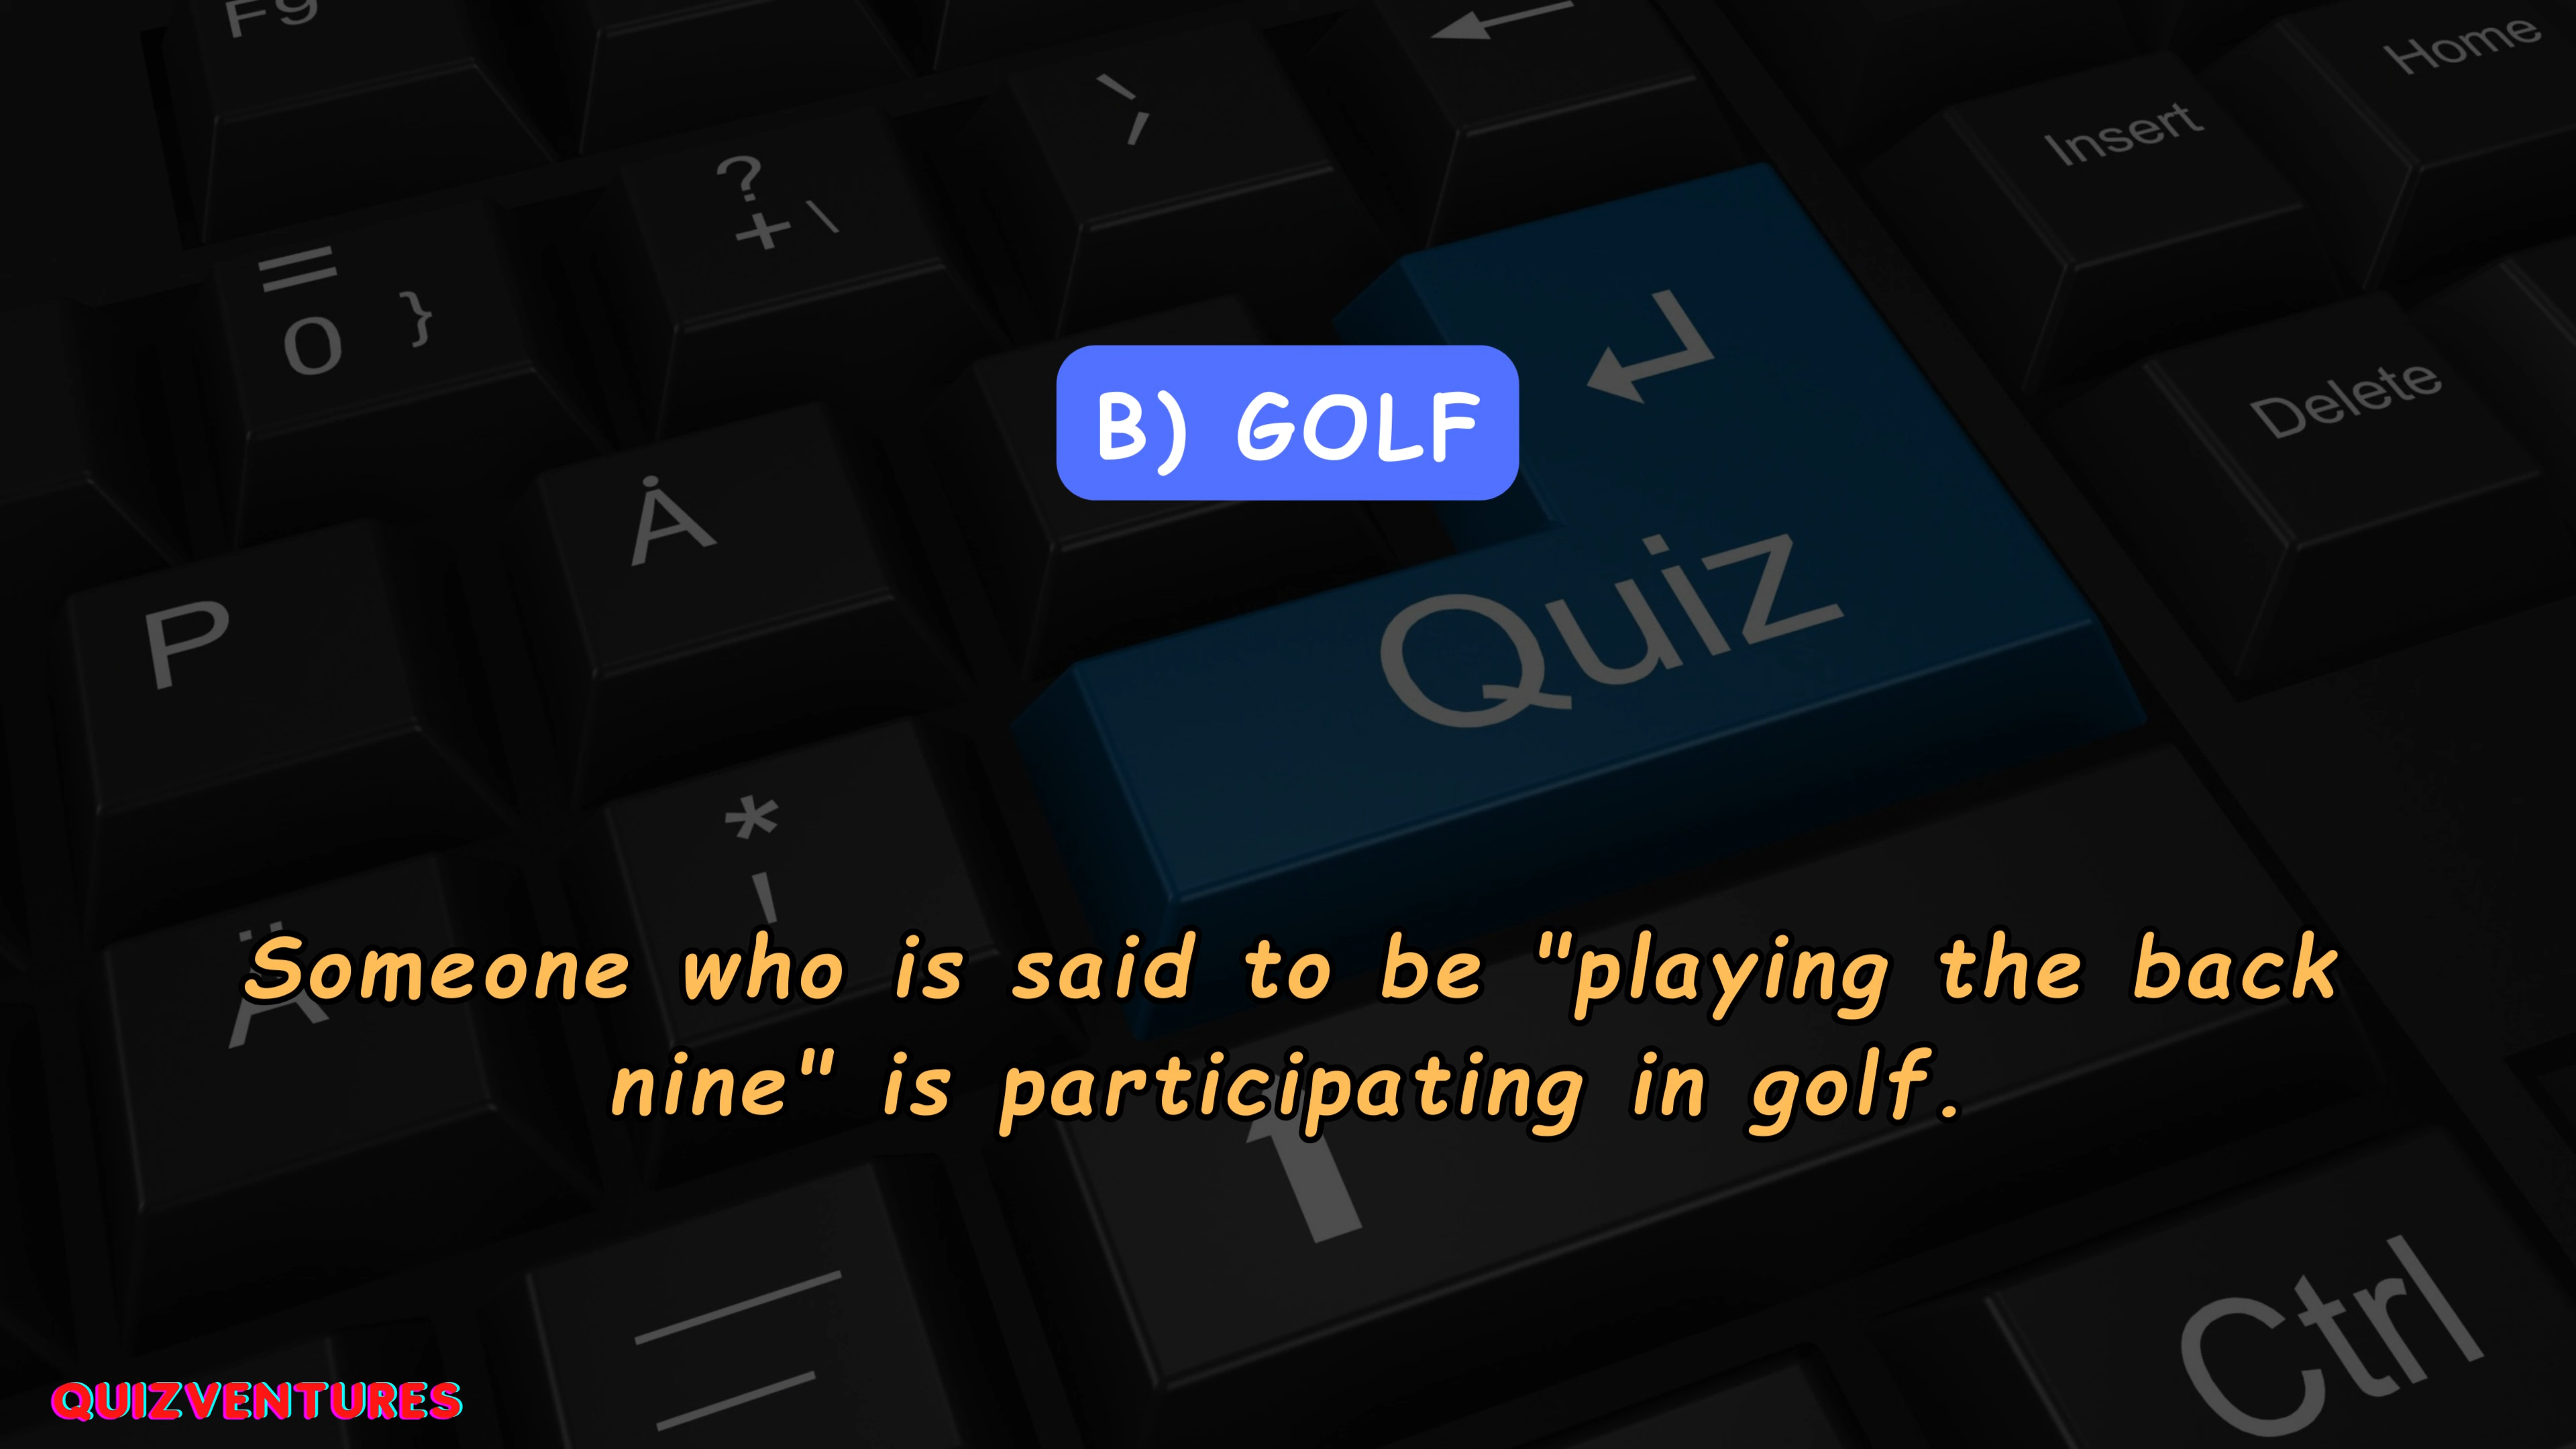 F9
Home
Insert
?
+ \
=
0 }
B) GOLF
Delete
Å
Quiz
P
*
'
Ä
Someone who is said to be "playing the back
nine" is participating in golf.
Ctrl
QUIZVENTURES